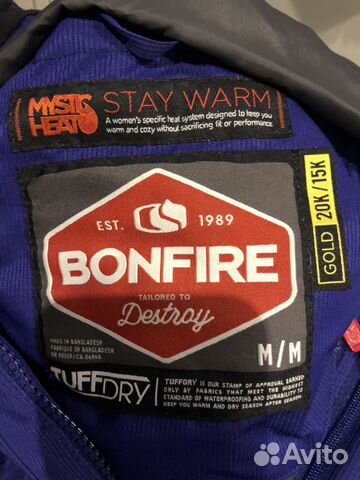 MYSTIC HEAT
STAY WARM
A women's specific heat system designed to keep you
warm and cozy without sacrificing fit or performance.
EST. 1989
BONFIRE
TAILORED TO
Destroy
GOLD 20K/15K
MADE IN BANGLADESH
FABRIQUE EN BANGLADESH
M/M
TUFFDRY
TUFFDRY IS OUR STAMP OF APPROVAL EARNED
ONLY BY FABRICS THAT MEET THE HIGHEST
STANDARD OF WATERPROOFING AND DURABILITY TO
KEEP YOU WARM AND DRY SEASON AFTER SEASON.
Avito